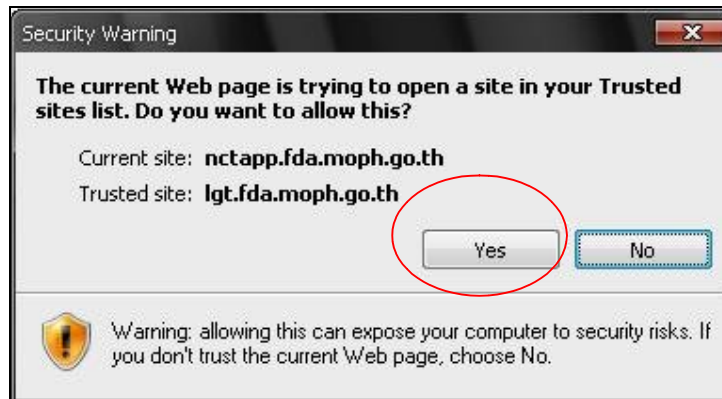 Security Warning
The current Web page is trying to open a site in your Trusted
sites list. Do you want to allow this?
Current site: nctapp.fda.moph.go.th
Trusted site: lgt.fda.moph.go.th
Yes No
Warning: allowing this can expose your computer to security risks. If
you don't trust the current Web page, choose No.